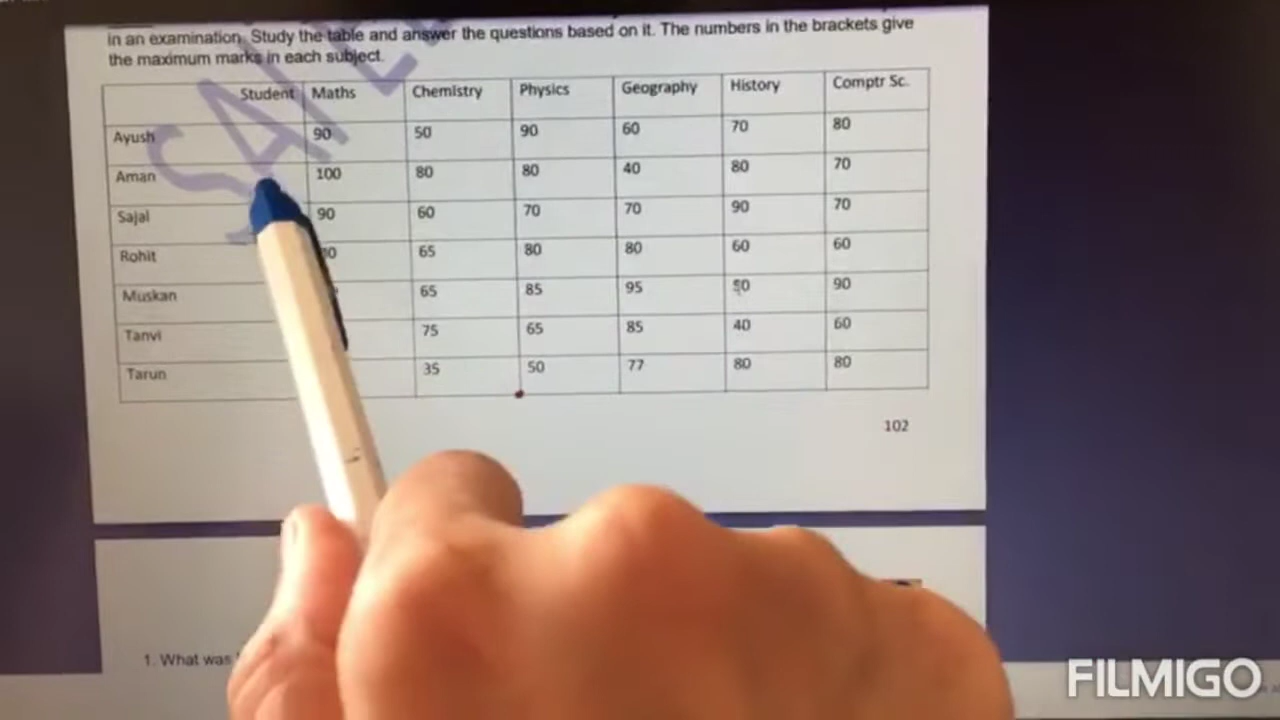 in an examination. Study the table and answer the questions based on it. The numbers in the brackets give
the maximum marks in each subject.
Student Maths Chemistry Physics Geography History Comptr Sc.
Ayush 90 50 90 60 70 80
Aman 100 80 80 40 80 70
Sajal 90 60 70 70 90 70
Rohit 65 80 80 60 60
Muskan 65 85 95 50 90
Tanvi 75 65 85 40 60
Tarun 35 50 77 80 80
102
1. What was
FILMIGO